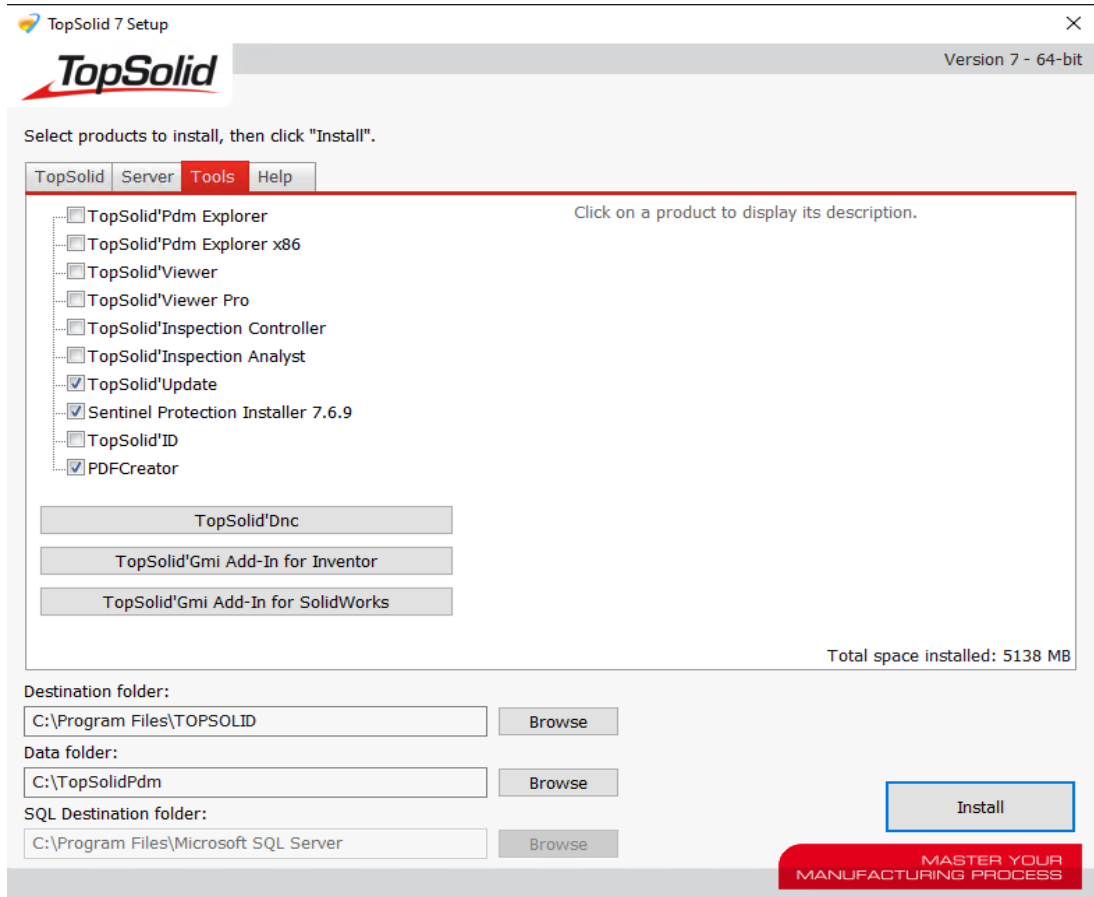 TopSolid 7 Setup
TopSolid
Version 7 - 64-bit
Select products to install, then click "Install".
TopSolid Server Tools Help
TopSolid'Pdm Explorer
Click on a product to display its description.
TopSolid'Pdm Explorer x86
TopSolid'Viewer
TopSolid'Viewer Pro
TopSolid'Inspection Controller
TopSolid'Inspection Analyst
TopSolid'Update
Sentinel Protection Installer 7.6.9
TopSolid'ID
PDFCreator
TopSolid'Dnc
TopSolid'Gmi Add-In for Inventor
TopSolid'Gmi Add-In for SolidWorks
Total space installed: 5138 MB
Destination folder:
C:\Program Files\TOPSOLID Browse
Data folder:
C:\TopSolidPdm Browse
SQL Destination folder:
Install
C:\Program Files\Microsoft SQL Server Browse
MASTER YOUR
MANUFACTURING PROCESS